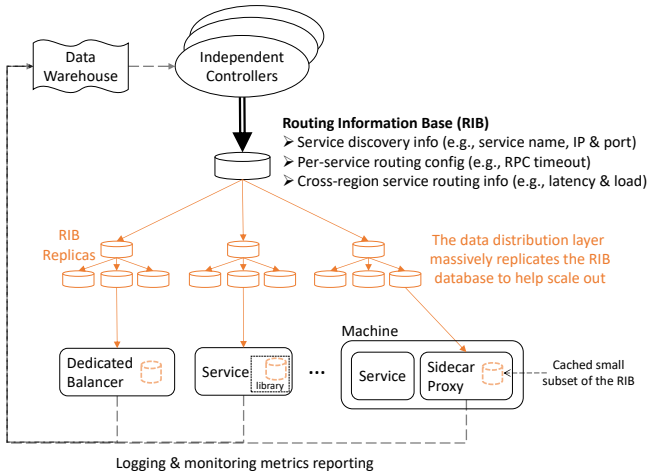 Data
Warehouse
Independent
Controllers
Routing Information Base (RIB)
➢ Service discovery info (e.g., service name, IP & port)
➢ Per-service routing config (e.g., RPC timeout)
➢ Cross-region service routing info (e.g., latency & load)
RIB
Replicas
The data distribution layer
massively replicates the RIB
database to help scale out
Machine
Dedicated
Balancer
Service
library
...
Service
Sidecar
Proxy
Cached small
subset of the RIB
Logging & monitoring metrics reporting